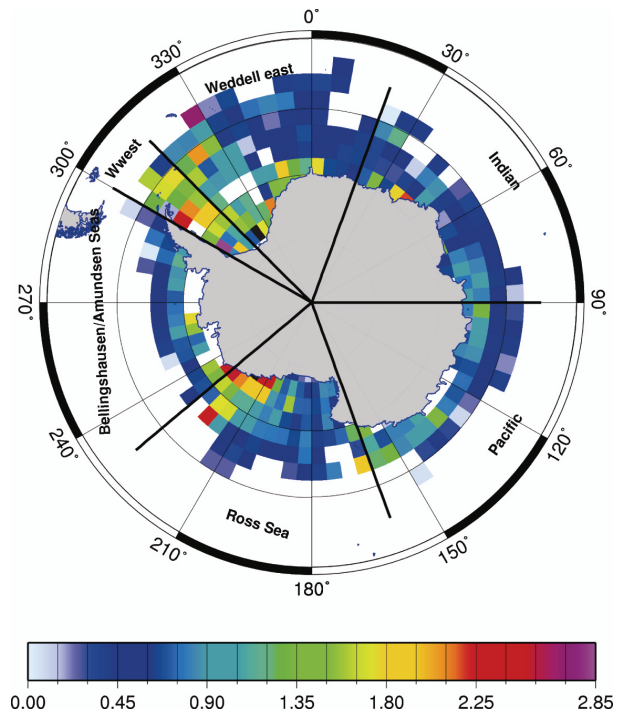 0°
30°
60°
90°
120°
150°
180°
210°
240°
270°
300°
330°
Weddell east
Wwest
Indian
Pacific
Ross Sea
Bellingshausen/Amundsen Seas
0.00 0.45 0.90 1.35 1.80 2.25 2.85